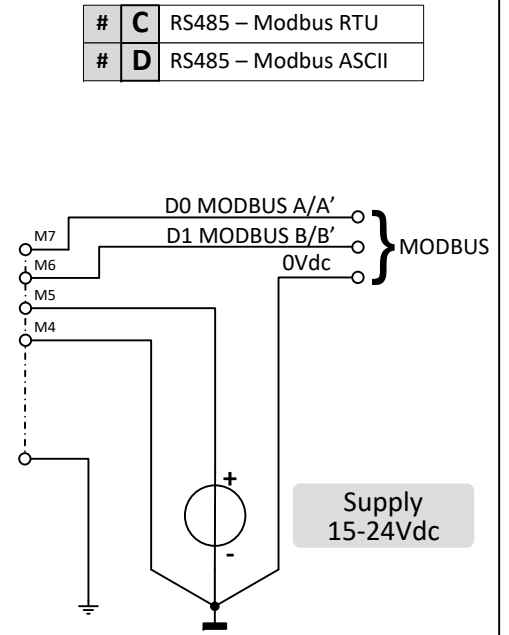 # C RS485 – Modbus RTU
# D RS485 – Modbus ASCII
D0 MODBUS A/A’
M7
D1 MODBUS B/B’
MODBUS
M6
0Vdc
M5
M4
+
Supply
15-24Vdc
-